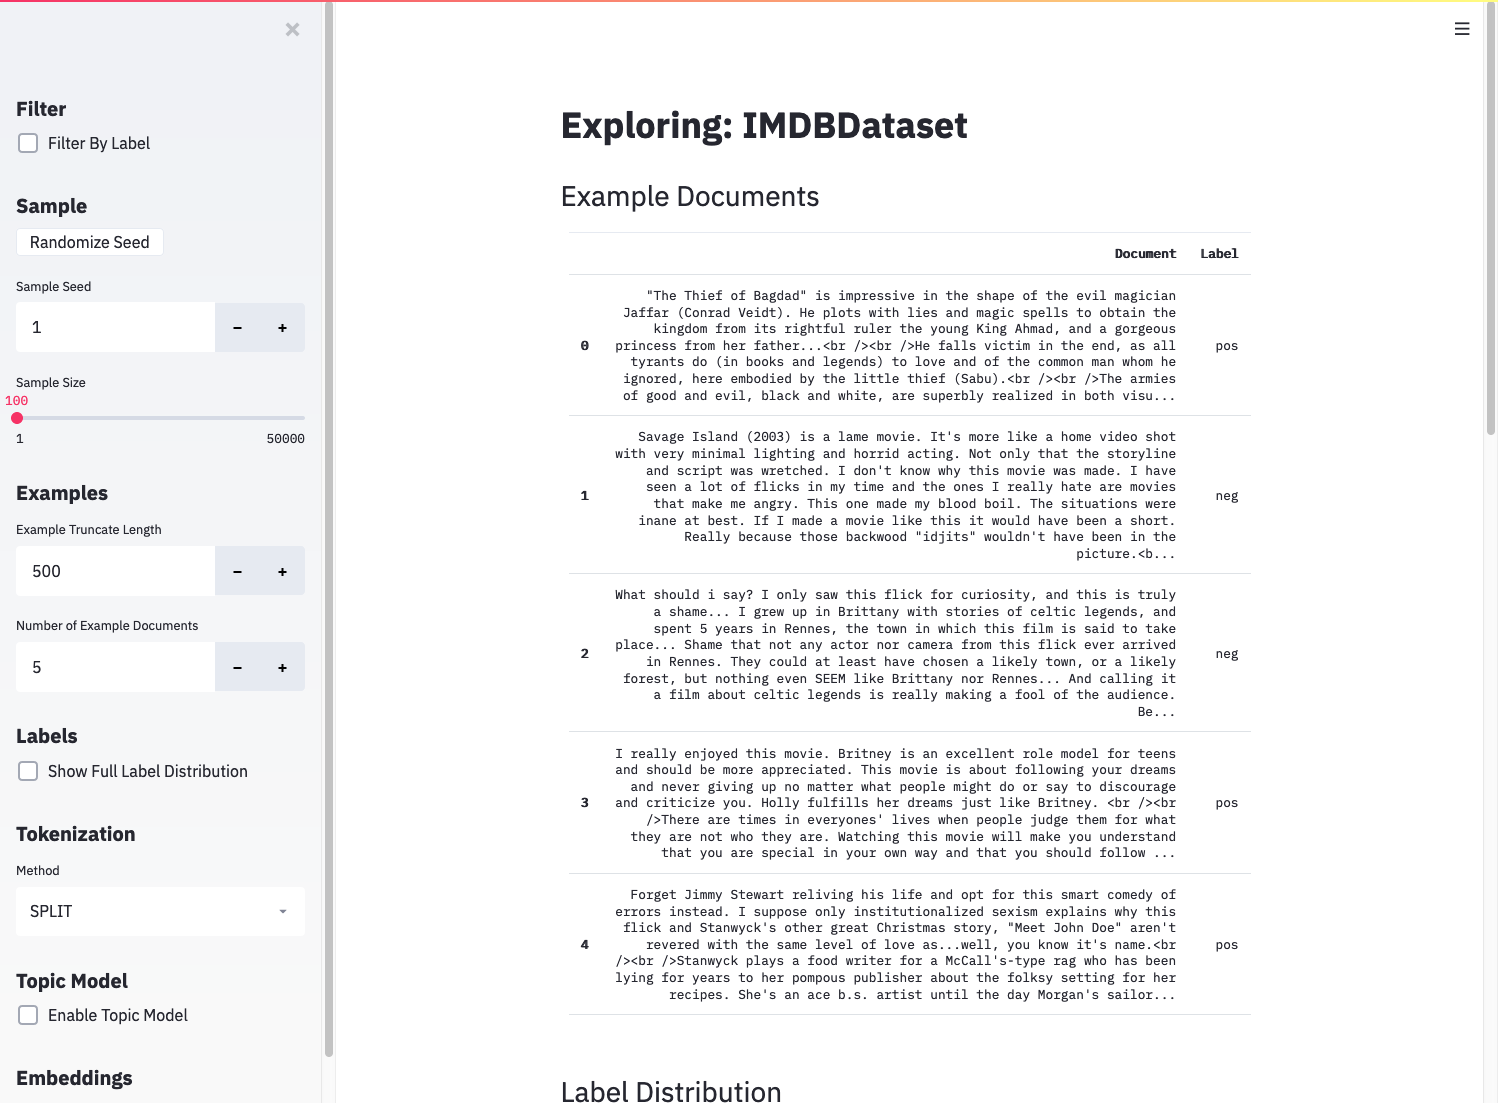 Filter
Filter By Label
Sample
Randomize Seed
Sample Seed
1
Sample Size
100
1 50000
Examples
Example Truncate Length
500
Number of Example Documents
5
Labels
Show Full Label Distribution
Tokenization
Method
SPLIT
Topic Model
Enable Topic Model
Embeddings
Exploring: IMDBDataset
Example Documents
Document Label
0
"The Thief of Bagdad" is impressive in the shape of the evil magician
Jaffar (Conrad Veidt). He plots with lies and magic spells to obtain the
kingdom from its rightful ruler the young King Ahmad, and a gorgeous
princess from her father...<br /><br />He falls victim in the end, as all
tyrants do (in books and legends) to love and of the common man whom he
ignored, here embodied by the little thief (Sabu).<br /><br />The armies
of good and evil, black and white, are superbly realized in both visu...
pos
1
Savage Island (2003) is a lame movie. It's more like a home video shot
with very minimal lighting and horrid acting. Not only that the storyline
and script was wretched. I don't know why this movie was made. I have
seen a lot of flicks in my time and the ones I really hate are movies
that make me angry. This one made my blood boil. The situations were
inane at best. If I made a movie like this it would have been a short.
Really because those backwood "idjits" wouldn't have been in the
picture.<b...
neg
2
What should i say? I only saw this flick for curiosity, and this is truly
a shame... I grew up in Brittany with stories of celtic legends, and
spent 5 years in Rennes, the town in which this film is said to take
place... Shame that not any actor nor camera from this flick ever arrived
in Rennes. They could at least have chosen a likely town, or a likely
forest, but nothing even SEEM like Brittany nor Rennes... And calling it
a film about celtic legends is really making a fool of the audience.
Be...
neg
3
I really enjoyed this movie. Britney is an excellent role model for teens
and should be more appreciated. This movie is about following your dreams
and never giving up no matter what people might do or say to discourage
and criticize you. Holly fulfills her dreams just like Britney. <br /><br
/>There are times in everyones' lives when people judge them for what
they are not who they are. Watching this movie will make you understand
that you are special in your own way and that you should follow ...
pos
4
Forget Jimmy Stewart reliving his life and opt for this smart comedy of
errors instead. I suppose only institutionalized sexism explains why this
flick and Stanwyck's other great Christmas story, "Meet John Doe" aren't
revered with the same level of love as...well, you know it's name.<br
/><br />Stanwyck plays a food writer for a McCall's-type rag who has been
lying for years to her pompous publisher about the folksy setting for her
recipes. She's an ace b.s. artist until the day Morgan's sailor...
pos
Label Distribution